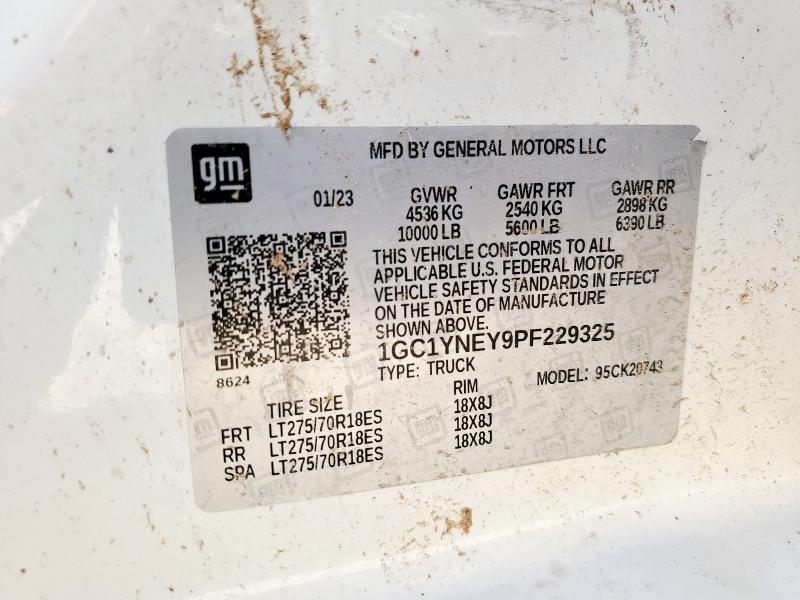 gm
MFD BY GENERAL MOTORS LLC
01/23
GVWR GAWR FRT GAWR RR
4536 KG 2540 KG 2898 KG
10000 LB 5600 LB 6390 LB
THIS VEHICLE CONFORMS TO ALL
APPLICABLE U.S. FEDERAL MOTOR
VEHICLE SAFETY STANDARDS IN EFFECT
ON THE DATE OF MANUFACTURE
SHOWN ABOVE.
1GC1YNEY9PF229325
8624
TYPE: TRUCK MODEL: 95CK20743
TIRE SIZE RIM
FRT LT275/70R18ES 18X8J
RR LT275/70R18ES 18X8J
SPA LT275/70R18ES 18X8J